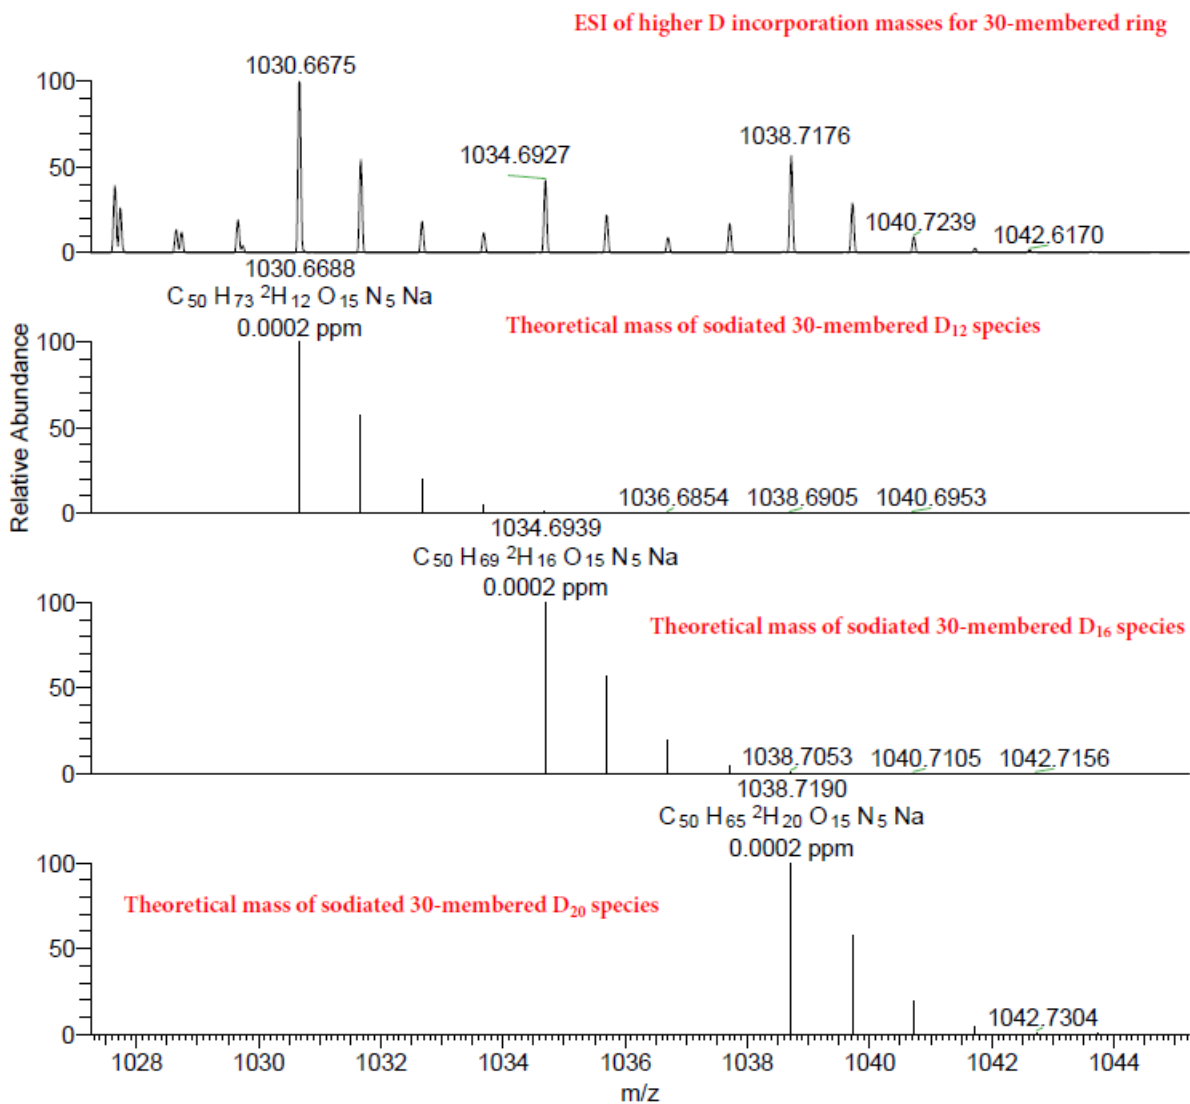 ESI of higher D incorporation masses for 30-membered ring
1030.6675
100
1038.7176
1034.6927
50
1040.7239
1042.6170
0
1030.6688
C₅₀ H₇₃ ²H₁₂ O₁₅ N₅ Na
0.0002 ppm
Theoretical mass of sodiated 30-membered D₁₂ species
100
Relative Abundance
50
1036.6854 1038.6905 1040.6953
0
1034.6939
C₅₀ H₆₉ ²H₁₆ O₁₅ N₅ Na
0.0002 ppm
100
Theoretical mass of sodiated 30-membered D₁₆ species
50
1038.7053 1040.7105 1042.7156
0
1038.7190
C₅₀ H₆₅ ²H₂₀ O₁₅ N₅ Na
0.0002 ppm
100
Theoretical mass of sodiated 30-membered D₂₀ species
50
1042.7304
0
1028 1030 1032 1034 1036 1038 1040 1042 1044
m/z